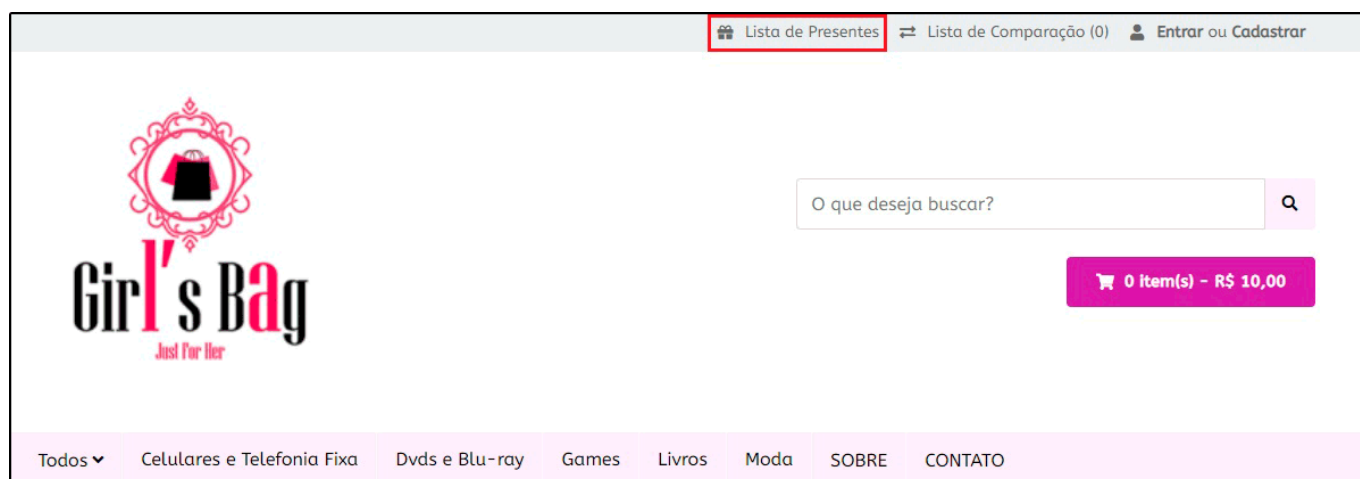 Lista de Presentes Lista de Comparação (0) Entrar ou Cadastrar
Girl's Bag
Just For Her
O que deseja buscar?
0 item(s) - R$ 10,00
Todos Celulares e Telefonia Fixa Dvds e Blu-ray Games Livros Moda SOBRE CONTATO